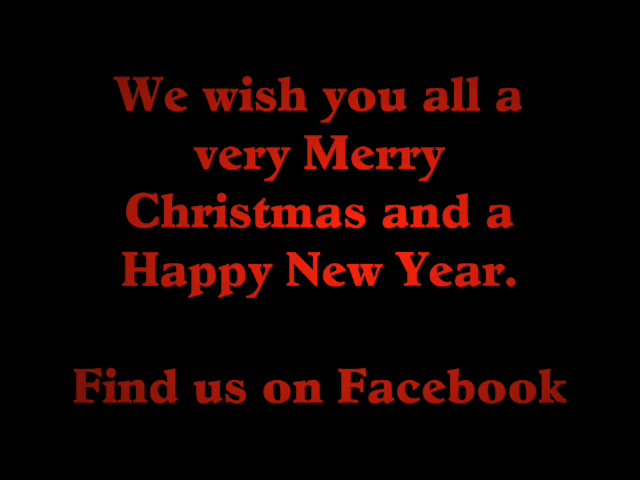 We wish you all a
very Merry
Christmas and a
Happy New Year.
Find us on Facebook